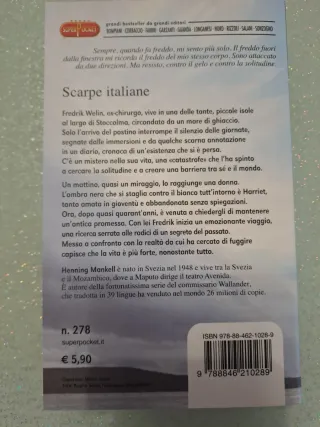 SUPERPOCKET
grandi bestseller da grandi editori
BOMPIANI • CORBACCIO • FABBRI • GARZANTI • GUANDA • LONGANESI • NORD • RIZZOLI • SALANI • SONZOGNO
Sempre, quando fa freddo, mi sento più solo. Il freddo fuori
dalla finestra mi ricorda il freddo del mio stesso corpo. Sono attaccato
da due direzioni. Ma resisto, contro il gelo e contro la solitudine
Scarpe italiane
Fredrik Welin, ex-chirurgo, vive in una delle tante, piccole isole
al largo di Stoccolma, circondato da un mare di ghiaccio.
Solo l'arrivo del postino interrompe il silenzio delle giornate,
segnate dalle immersioni e da qualche scarna annotazione
in un diario, cronaca di un'esistenza che si è persa.
C'è un mistero nella sua vita, una «catastrofe» che l'ha spinto
a cercare la solitudine e a creare una barriera tra sé e il mondo.
Un mattino, quasi un miraggio, lo raggiunge una donna.
L'ombra nera che si staglia contro il bianco tutt'intorno è Harriet,
tanto amata in gioventù e abbandonata senza spiegazioni.
Ora, dopo quasi quarant'anni, è venuta a chiedergli di mantenere
un'antica promessa. Con lei Fredrik inizia un emozionante viaggio,
una ricerca serrata alle radici di un segreto del passato.
Messo a confronto con la realtà da cui ha cercato di fuggire
capisce che la vita è più forte, nonostante tutto.
Henning Mankell è nato in Svezia nel 1948 e vive tra la Svezia
e il Mozambico, dove a Maputo dirige il teatro Avenida.
È autore della fortunatissima serie del commissario Wallander,
che tradotta in 39 lingue ha venduto nel mondo 26 milioni di copie.
n. 278
superpocket.it
€ 5,90
ISBN 978-88-462-1028-9
9 788846 210289